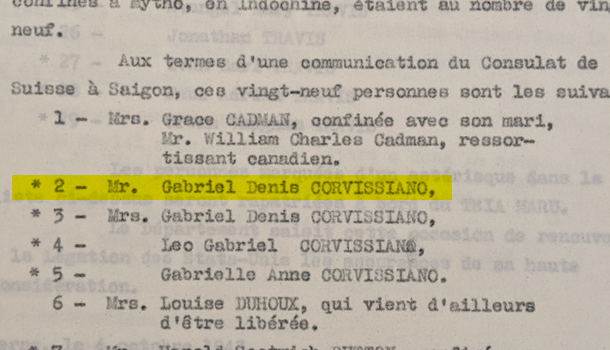 confinés à Mytho, en Indochine, étaient au nombre de vin
neuf.
Aux termes d'une communication du Consulat de
Suisse à Saigon, ces vingt-neuf personnes sont les suiva
1 - Mrs. Grace CADMAN, confinée avec son mari,
Mr. William Charles Cadman, ressor-
tissant canadien.
* 2 - Mr. Gabriel Denis CORVISSIANO,
* 3 - Mrs. Gabriel Denis CORVISSIANO,
* 4 - Leo Gabriel CORVISSIANO,
* 5 - Gabrielle Anne CORVISSIANO.
6 - Mrs. Louise DUHOUX, qui vient d'ailleurs
d'être libérée.